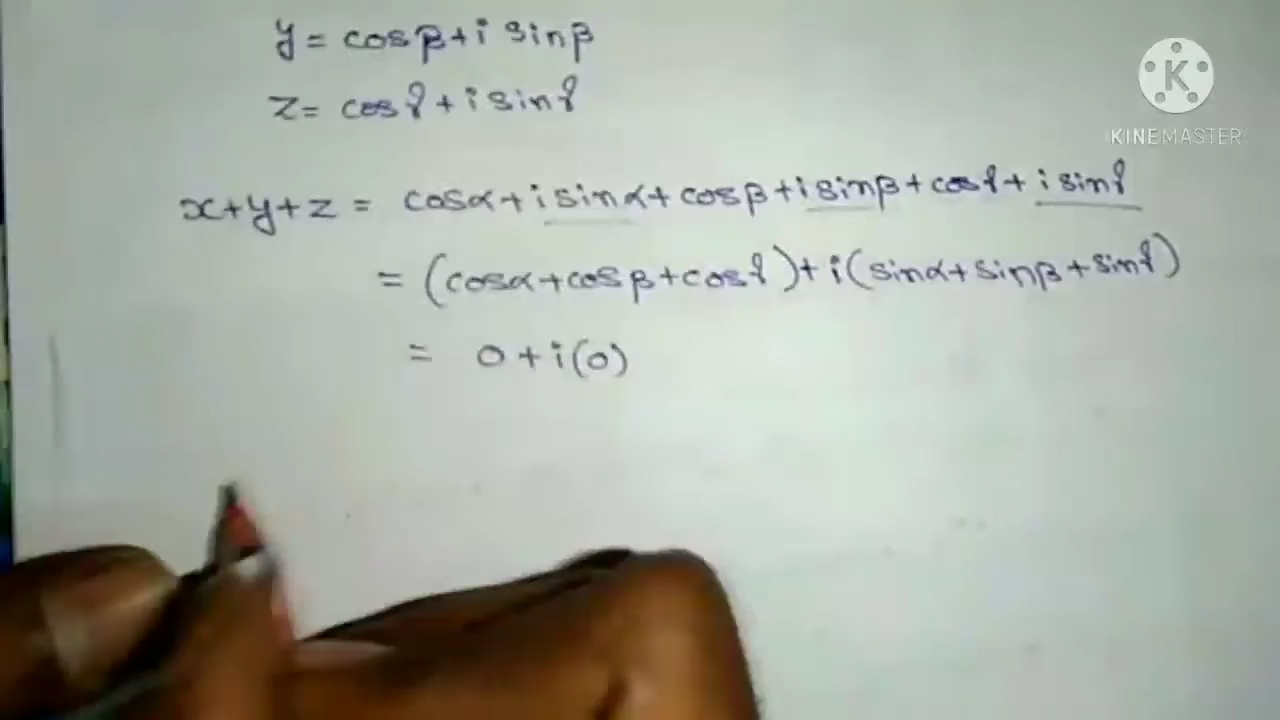 y = cosβ + i sinβ
z = cosγ + i sinγ
K
KINEMASTER
x+y+z = cosα + i sinα + cosβ + i sinβ + cosγ + i sinγ
= (cosα + cosβ + cosγ) + i(sinα + sinβ + sinγ)
= 0 + i(0)